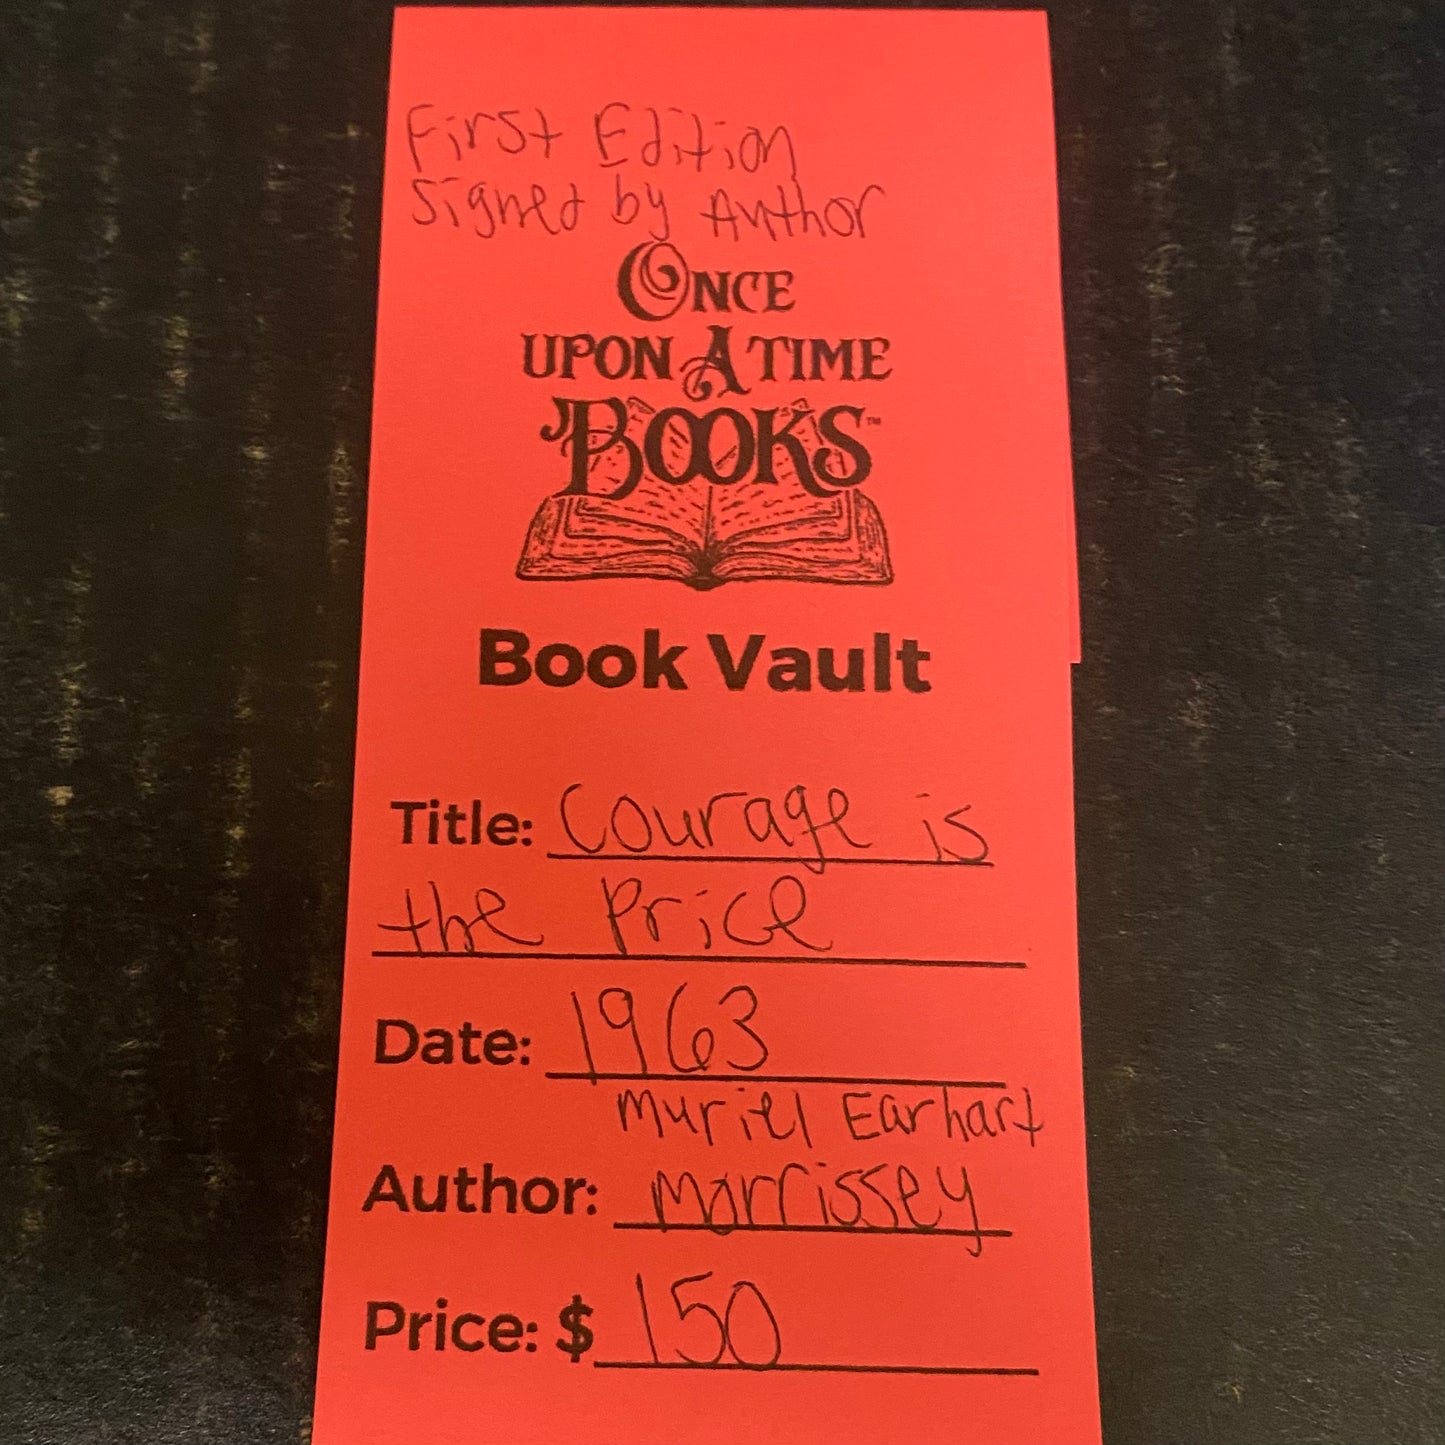 First Edition
Signed by Author
ONCE
UPON A TIME
BOOKS™
Book Vault
Title: Courage is
the Price
Date: 1963
Muriel Earhart
Author: Morrissey
Price: $ 150